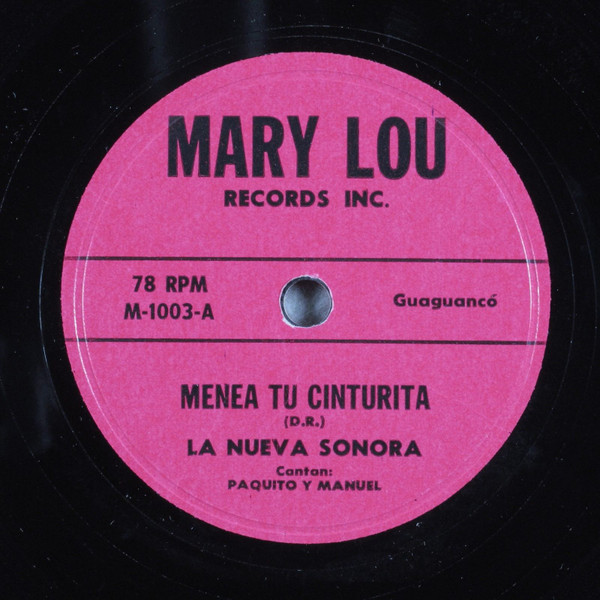 MARY LOU
RECORDS INC.
78 RPM
M-1003-A
Guaguancó
MENEA TU CINTURITA
(D.R.)
LA NUEVA SONORA
Cantan:
PAQUITO Y MANUEL